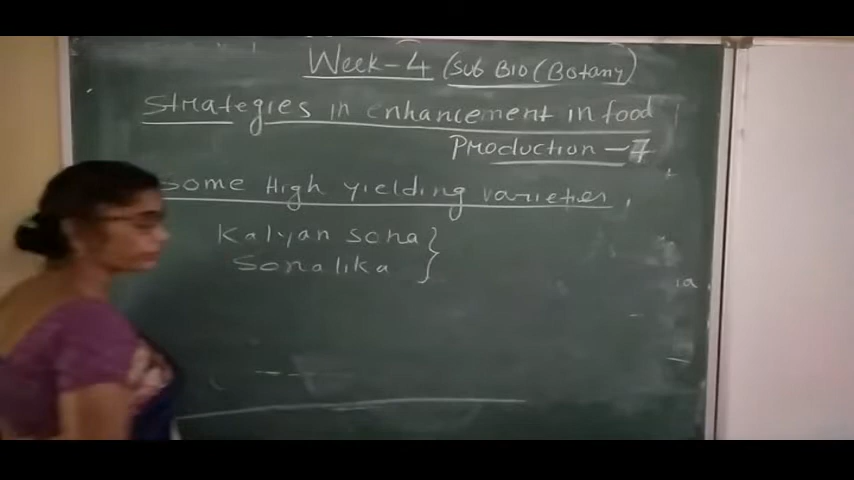 Week-4 (Sub BIO (Botany)
Strategies in enhancement in food
Production - 7
Some High yielding varieties,
Kalyan sona }
Sonalika